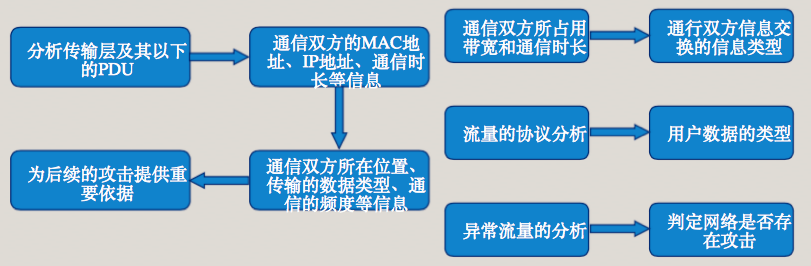 分析传输层及其以下
的PDU
通信双方的MAC地
址、IP地址、通信时
长等信息
通信双方所在位置、
传输的数据类型、通
信的频度等信息
为后续的攻击提供重
要依据
通信双方所占用
带宽和通信时长
通行双方信息交
换的信息类型
流量的协议分析
用户数据的类型
异常流量的分析
判定网络是否存
在攻击